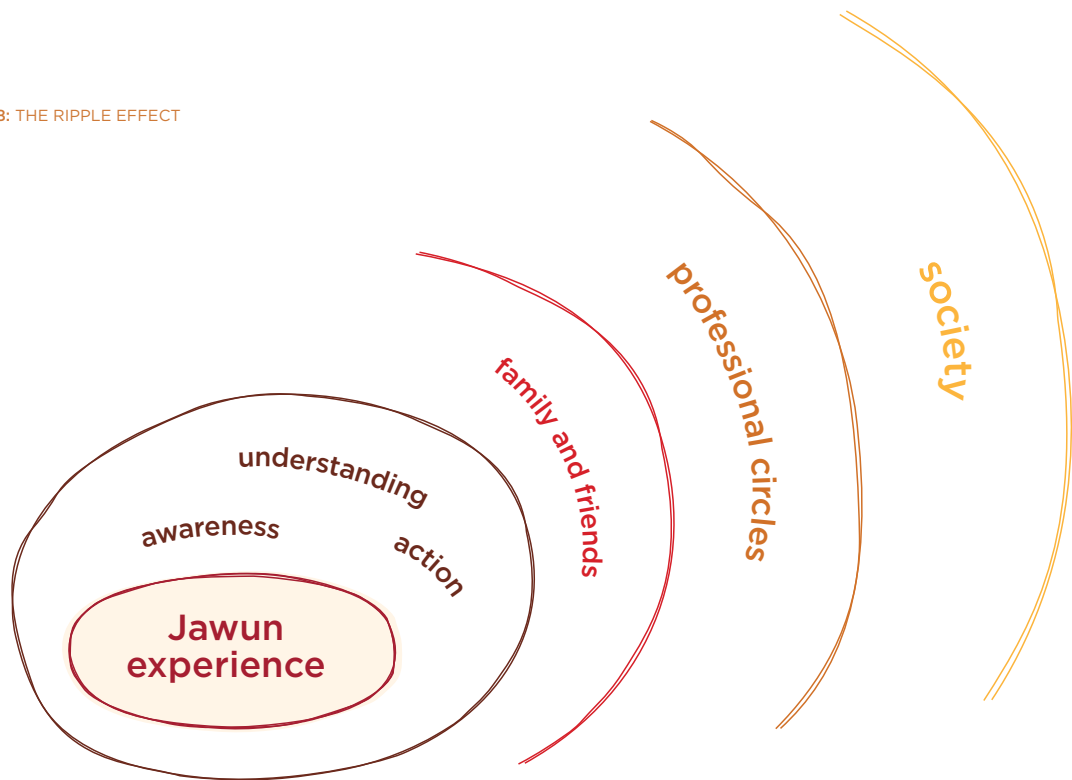 3: THE RIPPLE EFFECT
society
professional circles
family and friends
understanding
awareness
action
Jawun
experience